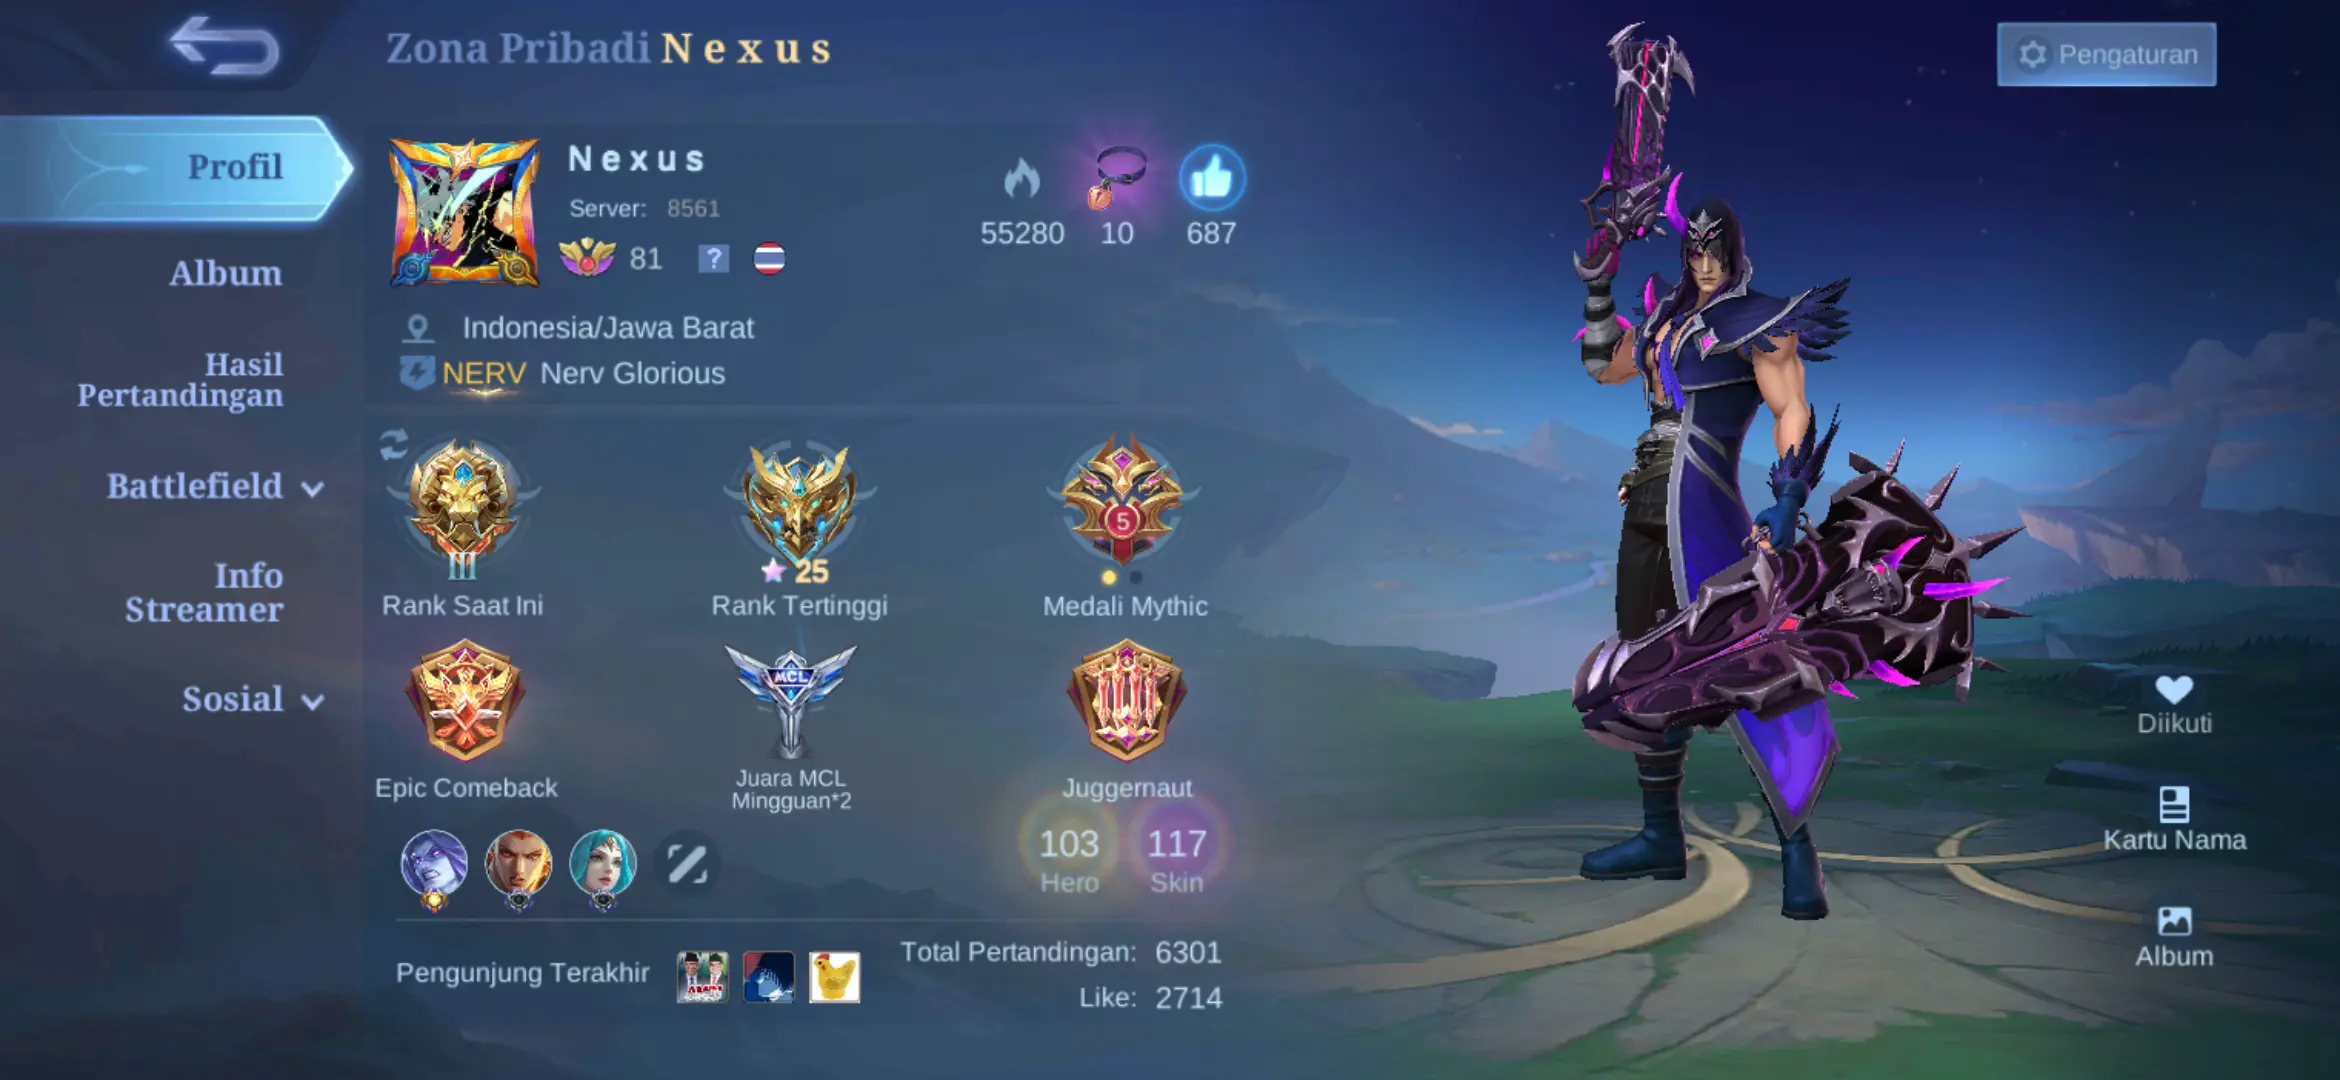 Zona Pribadi N e x u s
Pengaturan
Profil
Album
Hasil
Pertandingan
Battlefield
Info
Streamer
Sosial
N e x u s
Server: 8561
81
?
55280
10
687
Indonesia/Jawa Barat
NERV Nerv Glorious
III
Rank Saat Ini
25
Rank Tertinggi
5
Medali Mythic
Epic Comeback
MCL
Juara MCL
Mingguan*2
Juggernaut
103
Hero
117
Skin
Pengunjung Terakhir
Total Pertandingan: 6301
Like: 2714
Diikuti
Kartu Nama
Album